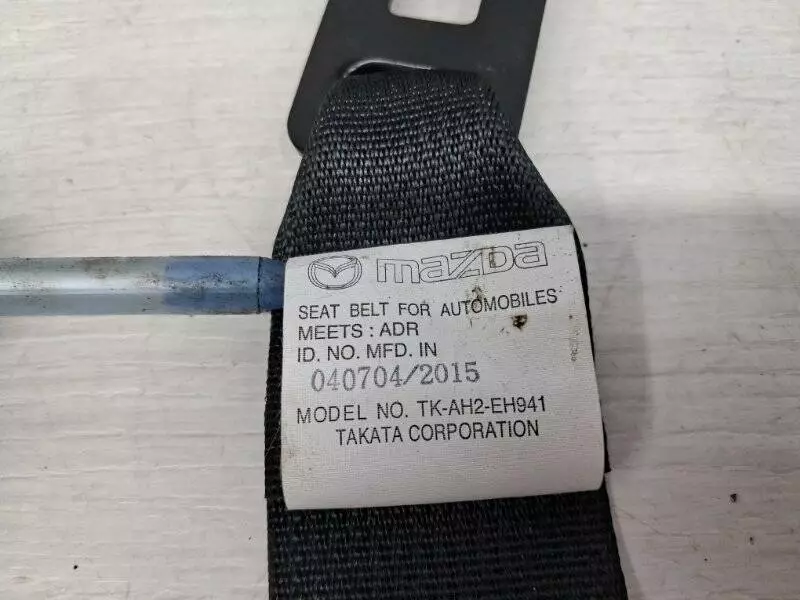 mazda
SEAT BELT FOR AUTOMOBILES
MEETS : ADR
ID. NO. MFD. IN
040704/2015
MODEL NO. TK-AH2-EH941
TAKATA CORPORATION